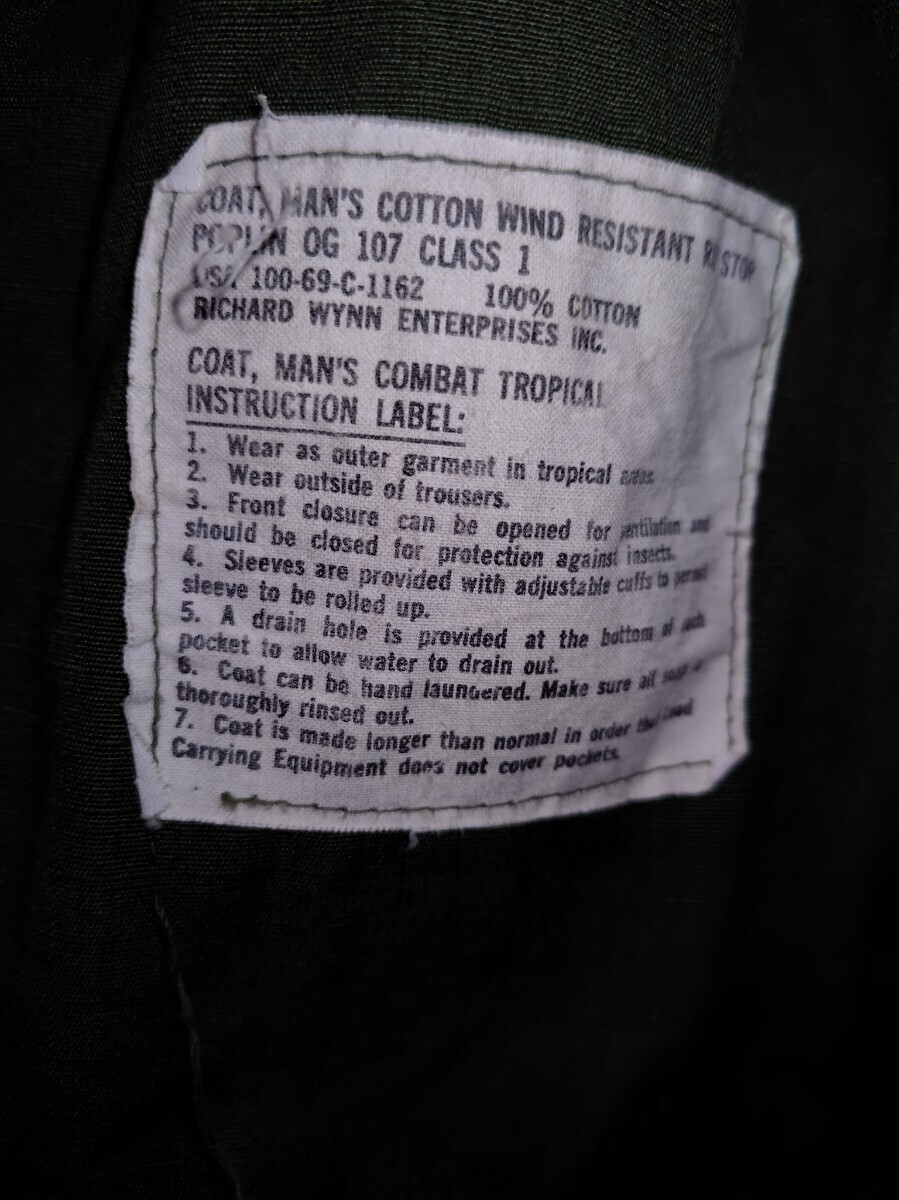 COAT, MAN'S COTTON WIND RESISTANT RIPSTOP
POPLIN OG 107 CLASS 1
DSA 100-69-C-1162 100% COTTON
RICHARD WYNN ENTERPRISES INC.
COAT, MAN'S COMBAT TROPICAL
INSTRUCTION LABEL:
1. Wear as outer garment in tropical areas.
2. Wear outside of trousers.
3. Front closure can be opened for ventilation and
should be closed for protection against insects.
4. Sleeves are provided with adjustable cuffs to permit
sleeve to be rolled up.
5. A drain hole is provided at the bottom of each
pocket to allow water to drain out.
6. Coat can be hand laundered. Make sure all soap is
thoroughly rinsed out.
7. Coat is made longer than normal in order that Load
Carrying Equipment does not cover pockets.